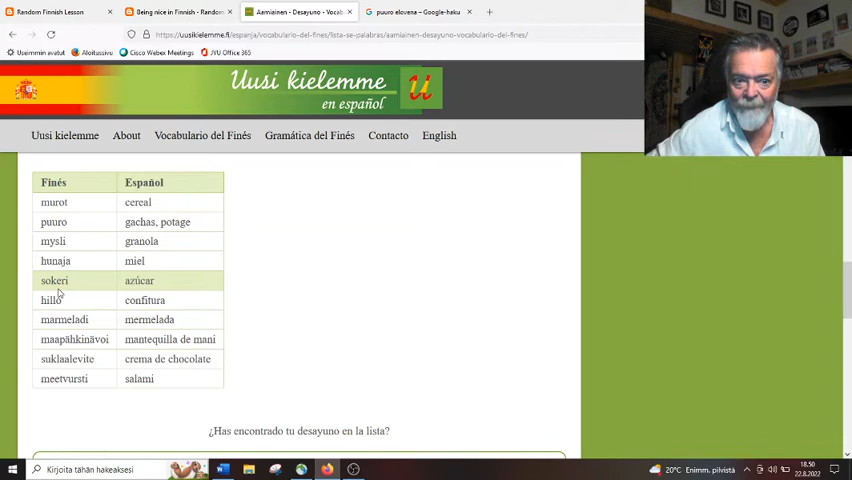 Random Finnish Lesson
Being nice in Finnish - Random
Aamiainen - Desayuno - Vocab
puuro elovena – Google-haku
https://uusikielemme.fi/espanja/vocabulario-del-fines/lista-se-palabras/aamiainen-desayuno-vocabulario-del-fines/
Useimmin avatut
Aloitussivu
Cisco Webex Meetings
JYU Office 365
Uusi kielemme
en español
u
Uusi kielemme About Vocabulario del Finés Gramática del Finés Contacto English
Finés Español
murot cereal
puuro gachas, potage
mysli granola
hunaja miel
sokeri azúcar
hillo confitura
marmeladi mermelada
maapähkinävoi mantequilla de mani
suklaalevite crema de chocolate
meetvursti salami
¿Has encontrado tu desayuno en la lista?
Kirjoita tähän hakeaksesi
20°C Enimm. pilvistä
18.50
22.8.2022